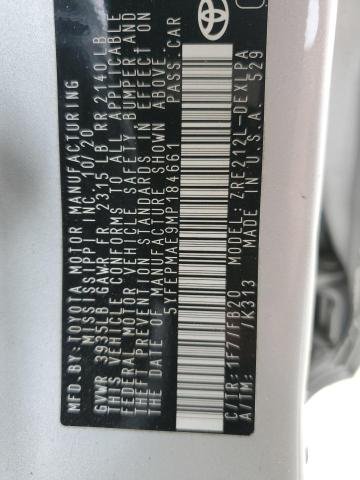 MFD. BY: TOYOTA MOTOR MANUFACTURING
MISSISSIPPI INC. 10/20
GVWR 3935LB GAWR FR 2315 LB RR 2140 LB
THIS VEHICLE CONFORMS TO ALL APPLICABLE
FEDERAL MOTOR VEHICLE SAFETY, BUMPER, AND
THEFT PREVENTION STANDARDS IN EFFECT ON
THE DATE OF MANUFACTURE SHOWN ABOVE.
5YFEPMAE9MP184661 PASS.CAR
C/TR: 1F7/FB20 MODEL: ZRE212L-DEXLPA
A/TM: /K313 MADE IN U.S.A. 529
TOYOTA